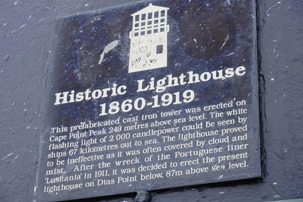 Historic Lighthouse
1860-1919
This prefabricated cast iron tower was erected on
Cape Point Peak 249 metres above sea level. The white
flashing light of 2 000 candlepower could be seen by
ships 67 kilometres out to sea. The lighthouse proved
to be ineffective as it was often covered by cloud and
mist. After the wreck of the Portuguese liner
'Lusitania' in 1911, it was decided to erect the present
lighthouse on Dias Point below, 87m above sea level.